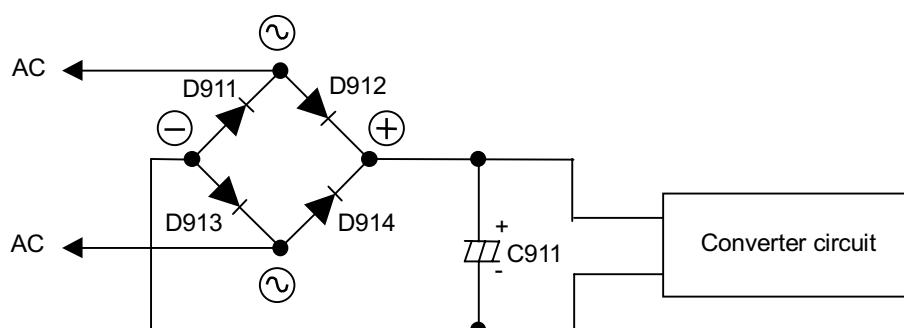 AC
D911
D912
−
+
D913
D914
AC
+
C911
-
Converter circuit